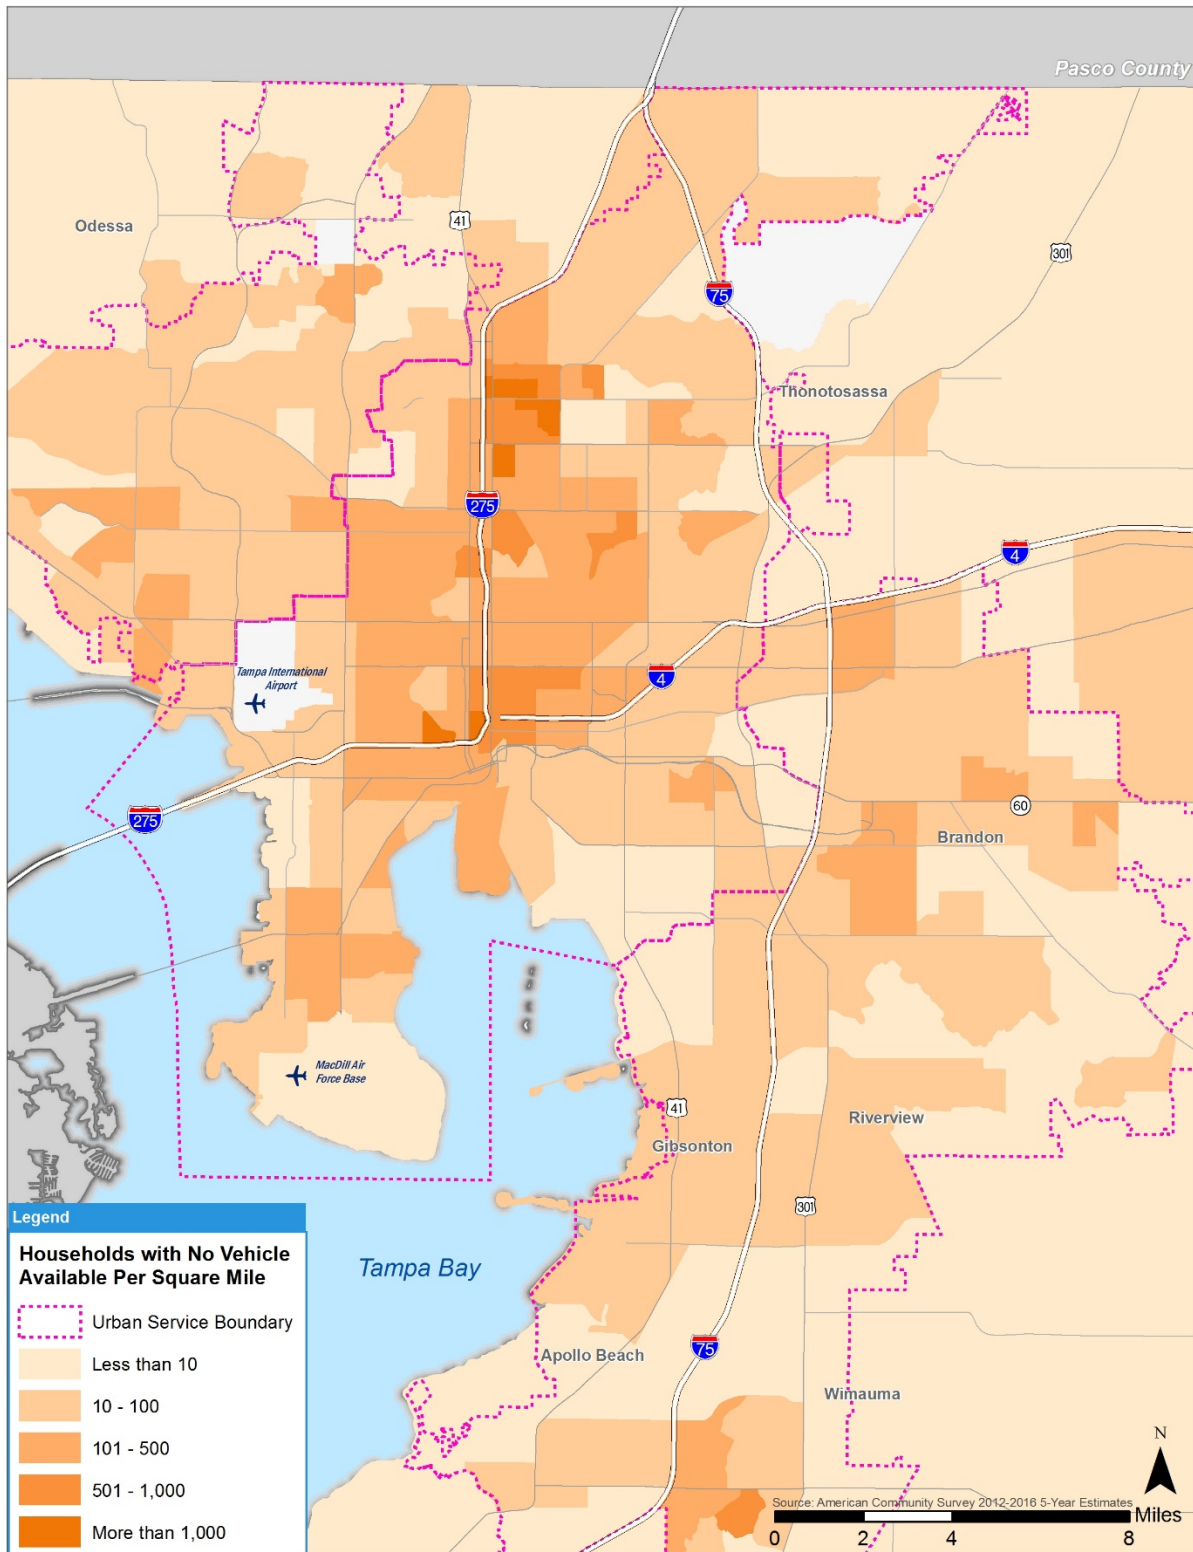 Pasco County
Odessa
41
301
75
Thonotosassa
275
4
Tampa International
Airport
4
60
275
Brandon
MacDill Air
Force Base
41
Gibsonton
Riverview
301
Legend
Households with No Vehicle
Available Per Square Mile
Urban Service Boundary
Less than 10
10 - 100
101 - 500
501 - 1,000
More than 1,000
Tampa Bay
75
Apollo Beach
Wimauma
N
Source: American Community Survey 2012-2016 5-Year Estimates
Miles
0 2 4 8